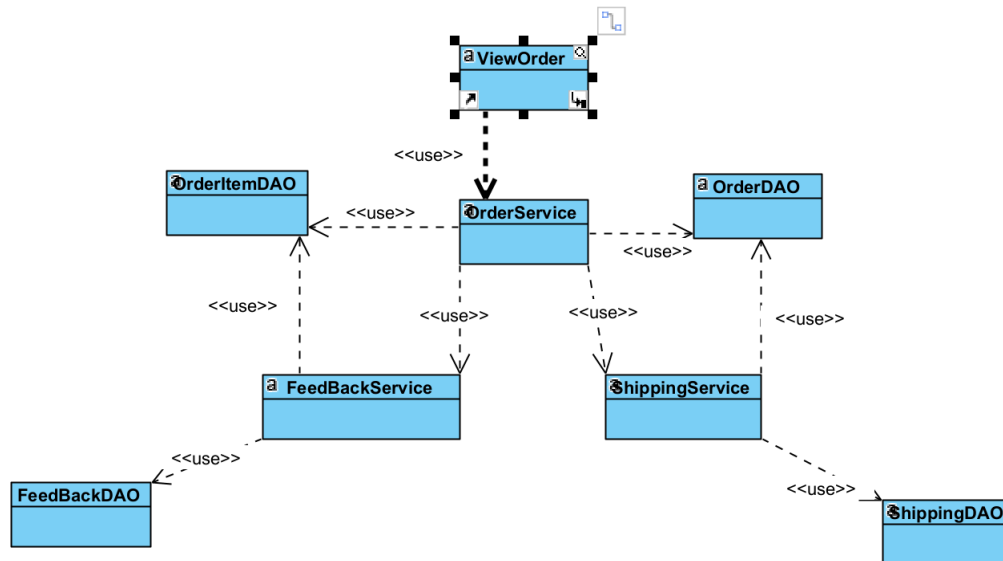 a ViewOrder
<<use>>
a OrderItemDAO
a OrderDAO
<<use>>
a OrderService
<<use>>
<<use>>
<<use>>
<<use>>
<<use>>
a FeedBackService
a ShippingService
<<use>>
<<use>>
FeedBackDAO
a ShippingDAO